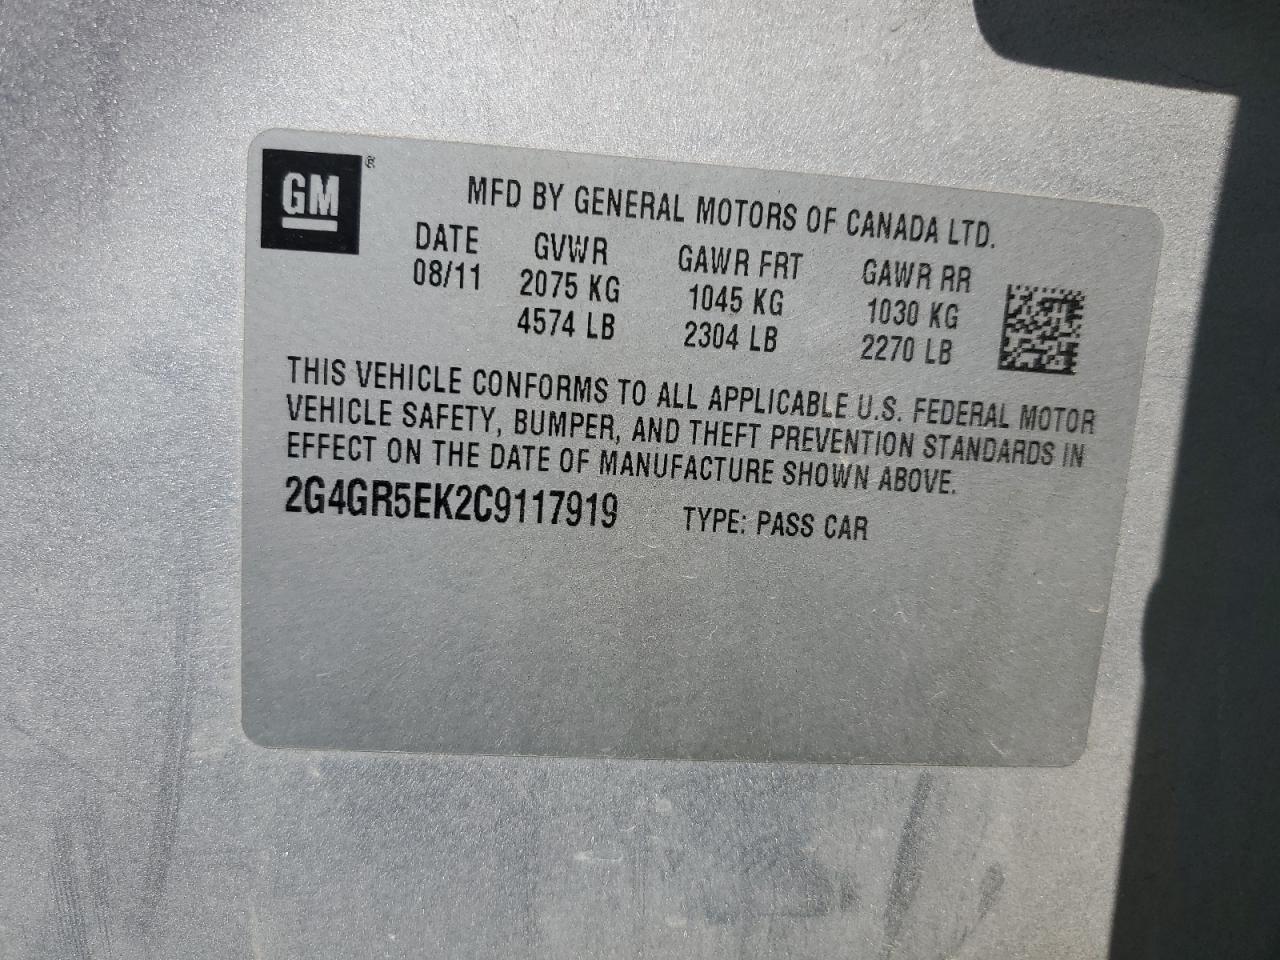 GM ®
MFD BY GENERAL MOTORS OF CANADA LTD.
DATE GVWR GAWR FRT GAWR RR
08/11 2075 KG 1045 KG 1030 KG
4574 LB 2304 LB 2270 LB
THIS VEHICLE CONFORMS TO ALL APPLICABLE U.S. FEDERAL MOTOR
VEHICLE SAFETY, BUMPER, AND THEFT PREVENTION STANDARDS IN
EFFECT ON THE DATE OF MANUFACTURE SHOWN ABOVE.
2G4GR5EK2C9117919 TYPE: PASS CAR